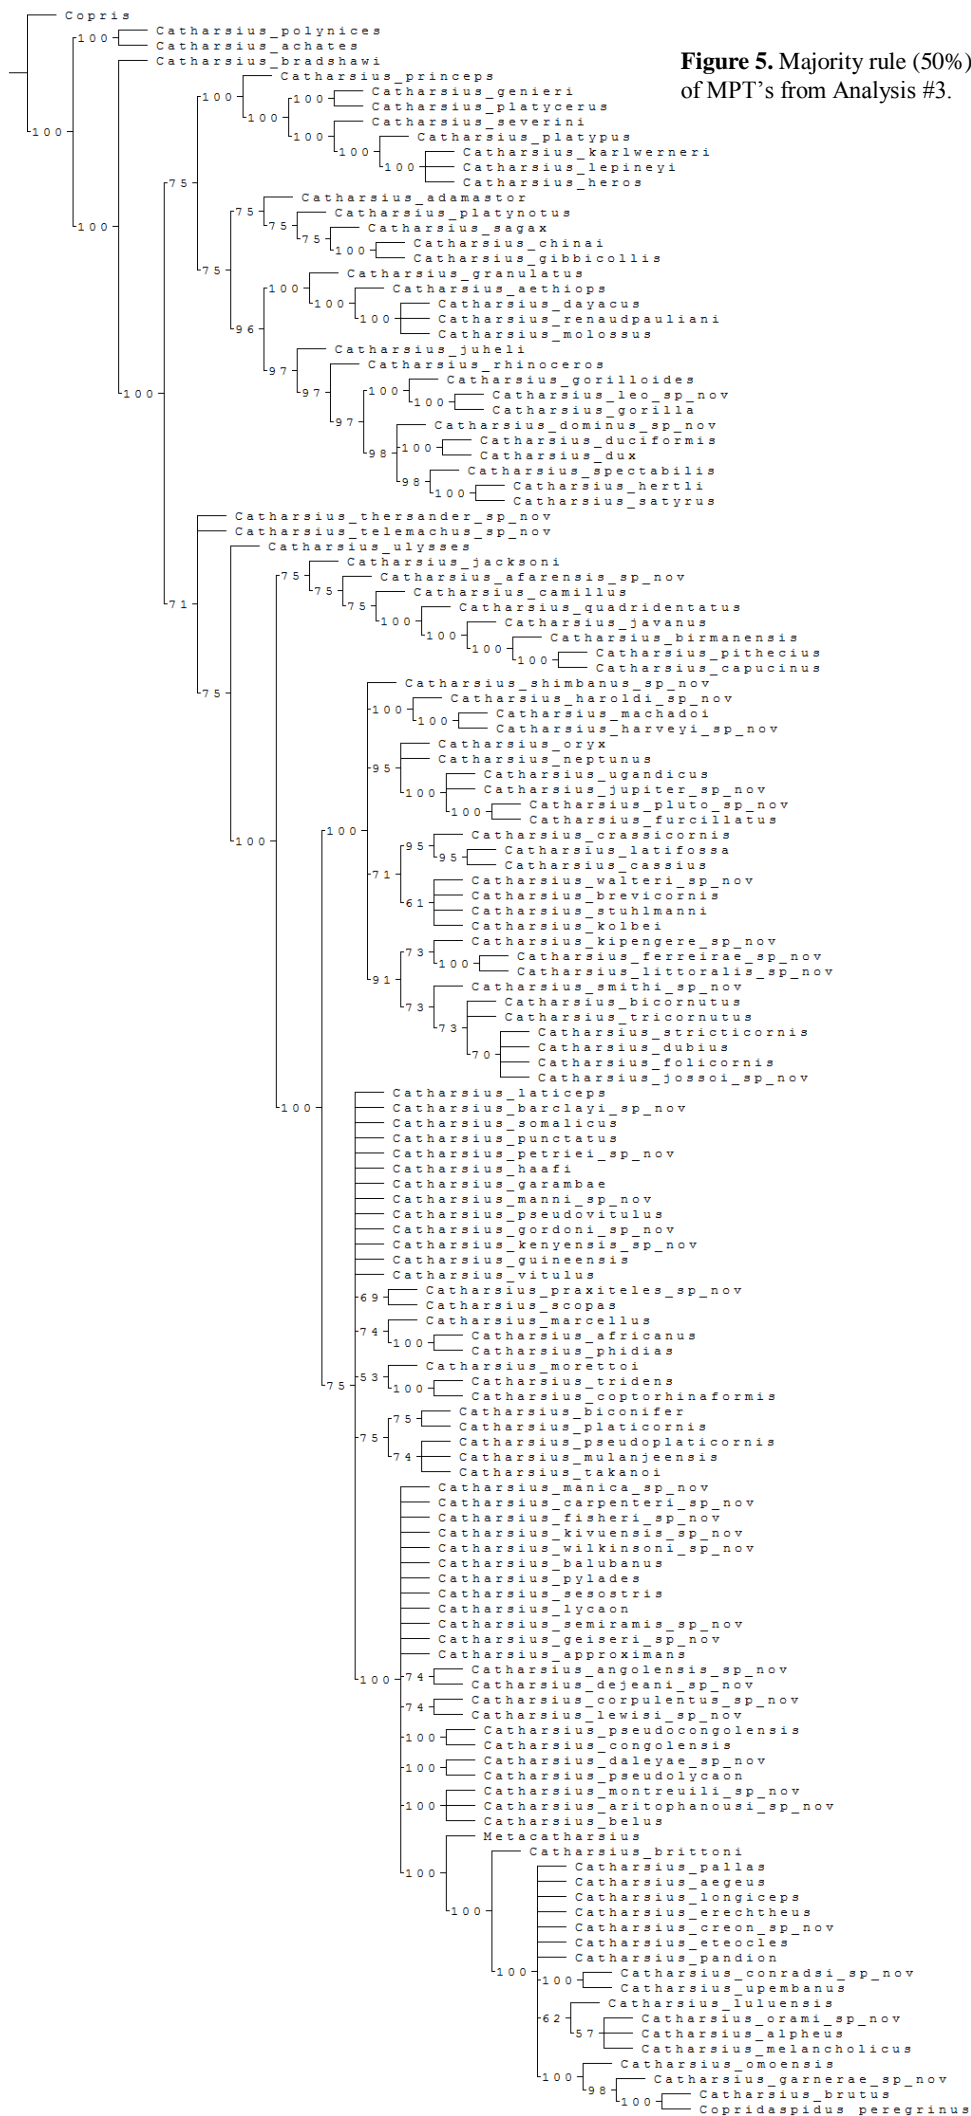 Copris
100
Catharsius_polynices
Catharsius_achates
Catharsius_bradshawi
Figure 5. Majority rule (50%)
of MPT's from Analysis #3.
Catharsius_princeps
100
Catharsius_genieri
100
Catharsius_platycerus
100
Catharsius_severini
100
100
Catharsius_platypus
100
Catharsius_karlwerneri
100
Catharsius_lepineyi
75
Catharsius_heros
Catharsius_adamastor
75
Catharsius_platynotus
75
100
Catharsius_sagax
75
Catharsius_chinai
100
Catharsius_gibbicollis
75
Catharsius_granulatus
100
Catharsius_aethiops
100
Catharsius_dayacus
100
Catharsius_renaudpauliani
96
Catharsius_molossus
Catharsius_juheli
97
Catharsius_rhinoceros
Catharsius_gorilloides
100
97
100
Catharsius_leo_sp_nov
100
Catharsius_gorilla
97
Catharsius_dominus_sp_nov
Catharsius_duciformis
100
98
Catharsius_dux
Catharsius_spectabilis
98
Catharsius_hertli
100
Catharsius_satyrus
Catharsius_thersander_sp_nov
Catharsius_telemachus_sp_nov
Catharsius_ulysses
Catharsius_jacksoni
75
Catharsius_afarensis_sp_nov
75
Catharsius_camillus
71
75
Catharsius_quadridentatus
100
Catharsius_javanus
100
Catharsius_birmanensis
100
Catharsius_pithecius
100
Catharsius_capucinus
Catharsius_shimbanus_sp_nov
75
Catharsius_haroldi_sp_nov
100
Catharsius_machadoi
100
Catharsius_harveyi_sp_nov
Catharsius_oryx
Catharsius_neptunus
95
Catharsius_ugandicus
Catharsius_jupiter_sp_nov
100
Catharsius_pluto_sp_nov
100
Catharsius_furcillatus
100
Catharsius_crassicornis
100
95
Catharsius_latifossa
95
Catharsius_cassius
71
Catharsius_walteri_sp_nov
Catharsius_brevicornis
61
Catharsius_stuhlmanni
Catharsius_kolbei
Catharsius_kipengere_sp_nov
73
Catharsius_ferreirae_sp_nov
100
Catharsius_littoralis_sp_nov
91
Catharsius_smithi_sp_nov
73
Catharsius_bicornutus
Catharsius_tricornutus
73
Catharsius_stricticornis
Catharsius_dubius
70
Catharsius_folicornis
Catharsius_jossoi_sp_nov
Catharsius_laticeps
100
Catharsius_barclayi_sp_nov
Catharsius_somalicus
Catharsius_punctatus
Catharsius_petriei_sp_nov
Catharsius_haafi
Catharsius_garambae
Catharsius_manni_sp_nov
Catharsius_pseudovitulus
Catharsius_gordoni_sp_nov
Catharsius_kenyensis_sp_nov
Catharsius_guineensis
Catharsius_vitulus
Catharsius_praxiteles_sp_nov
69
Catharsius_scopas
Catharsius_marcellus
74
Catharsius_africanus
100
Catharsius_phidias
Catharsius_morettoi
53
Catharsius_tridens
75
100
Catharsius_coptorhinaformis
Catharsius_biconifer
75
Catharsius_platicornis
75
Catharsius_pseudoplaticornis
74
Catharsius_mulanjeensis
Catharsius_takanoi
Catharsius_manica_sp_nov
Catharsius_carpenteri_sp_nov
Catharsius_fisheri_sp_nov
Catharsius_kivuensis_sp_nov
Catharsius_wilkinsoni_sp_nov
Catharsius_balubanus
Catharsius_pylades
Catharsius_sesostris
Catharsius_lycaon
Catharsius_semiramis_sp_nov
Catharsius_geiseri_sp_nov
Catharsius_approximans
Catharsius_angolensis_sp_nov
100
74
Catharsius_dejeani_sp_nov
Catharsius_corpulentus_sp_nov
74
Catharsius_lewisi_sp_nov
Catharsius_pseudocongolensis
100
Catharsius_congolensis
Catharsius_daleyae_sp_nov
100
Catharsius_pseudolycaon
Catharsius_montreuili_sp_nov
100
Catharsius_aritophanousi_sp_nov
Catharsius_belus
Metacatharsius
Catharsius_brittoni
100
Catharsius_pallas
Catharsius_aegeus
Catharsius_longiceps
100
Catharsius_erechtheus
Catharsius_creon_sp_nov
Catharsius_eteocles
Catharsius_pandion
100
Catharsius_conradsi_sp_nov
100
Catharsius_upembanus
Catharsius_luluensis
62
Catharsius_orami_sp_nov
57
Catharsius_alpheus
Catharsius_melancholicus
Catharsius_omoensis
100
Catharsius_garnerae_sp_nov
98
Catharsius_brutus
100
Copridaspidus_peregrinus